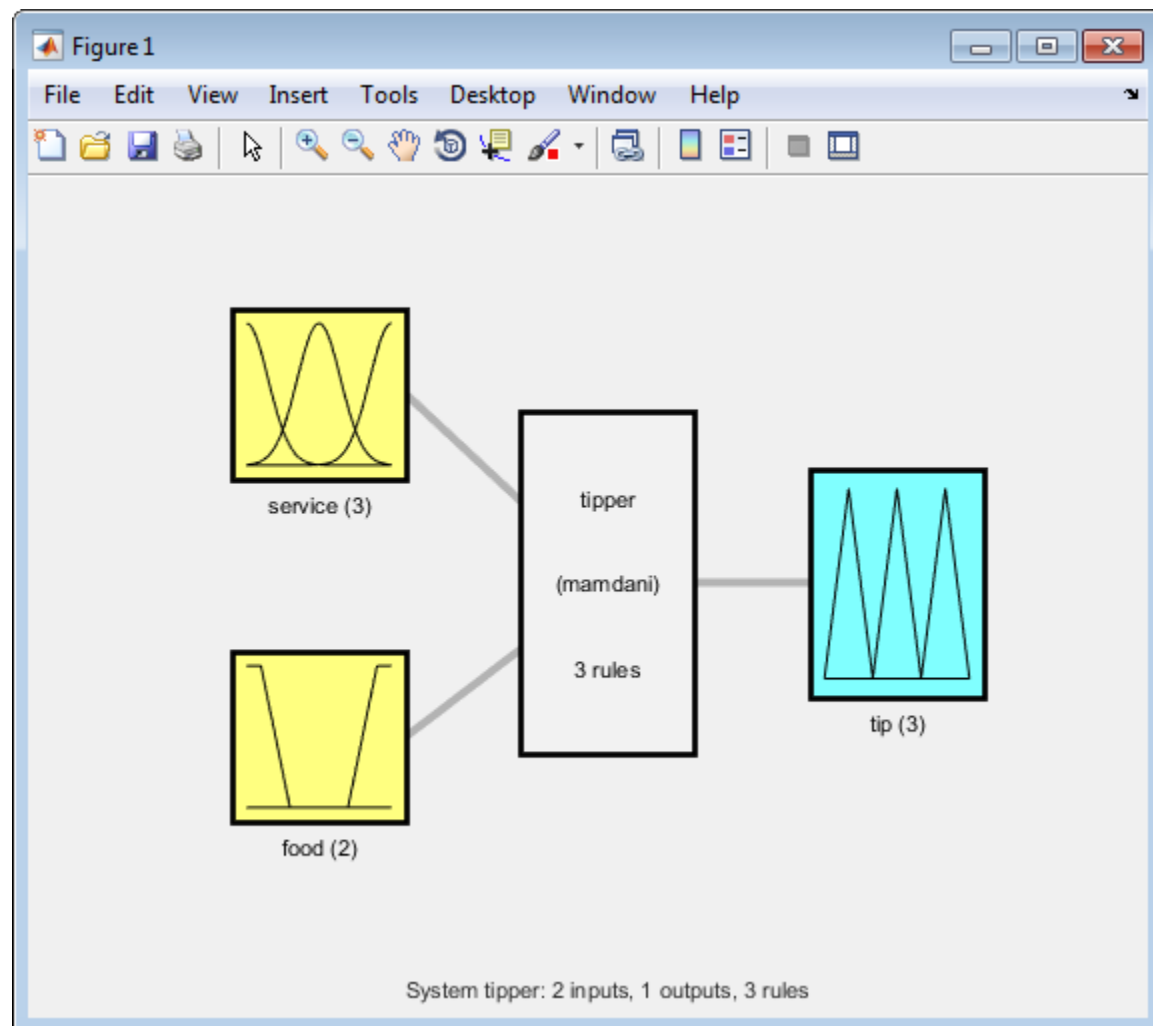 Figure 1
File Edit View Insert Tools Desktop Window Help
service (3)
tipper
(mamdani)
3 rules
tip (3)
food (2)
System tipper: 2 inputs, 1 outputs, 3 rules